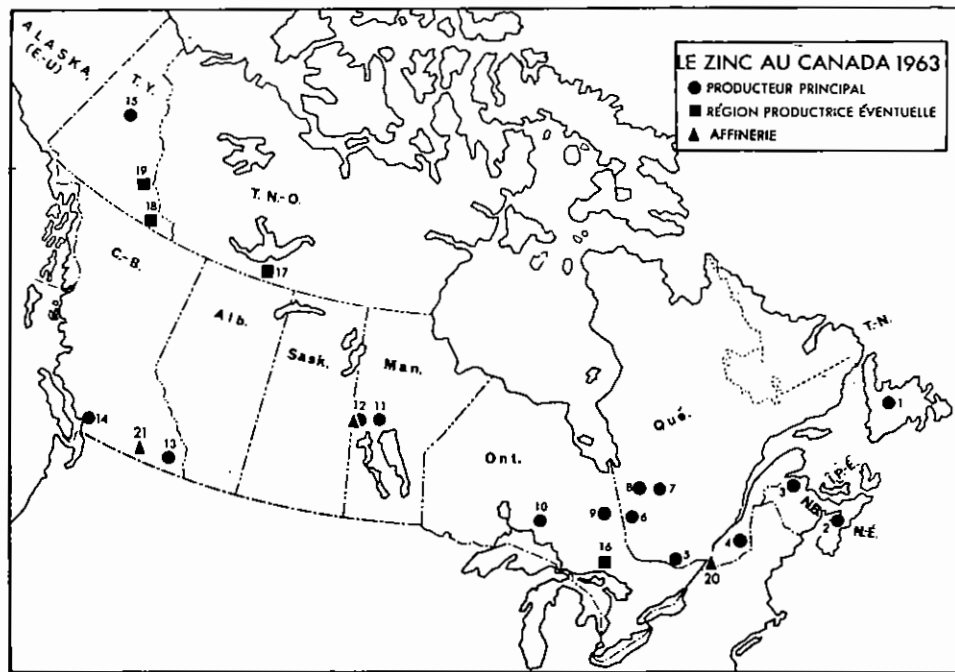 LE ZINC AU CANADA 1963
PRODUCTEUR PRINCIPAL
RÉGION PRODUCTRICE ÉVENTUELLE
AFFINERIE
ALASKA
(E.-U)
T. Y.
15
19
18
T. N.-O.
17
C.-B.
Alb.
Sask.
Man.
12
11
14
21
13
Ont.
Qué.
T.-N.
1
10
9
8
7
6
16
5
20
4
3
I.P.-É.
N.B.
2
N.-É.